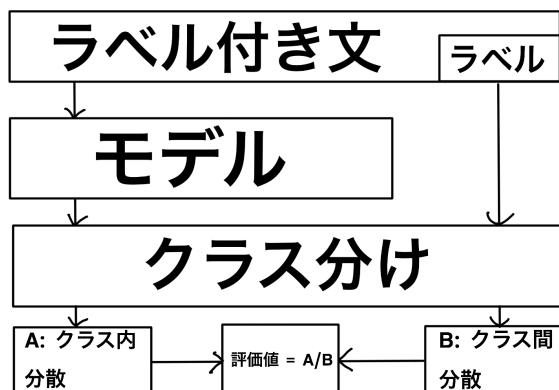 ラベル付き文
ラベル
モデル
クラス分け
A: クラス内
分散
評価値 = A/B
B: クラス間
分散